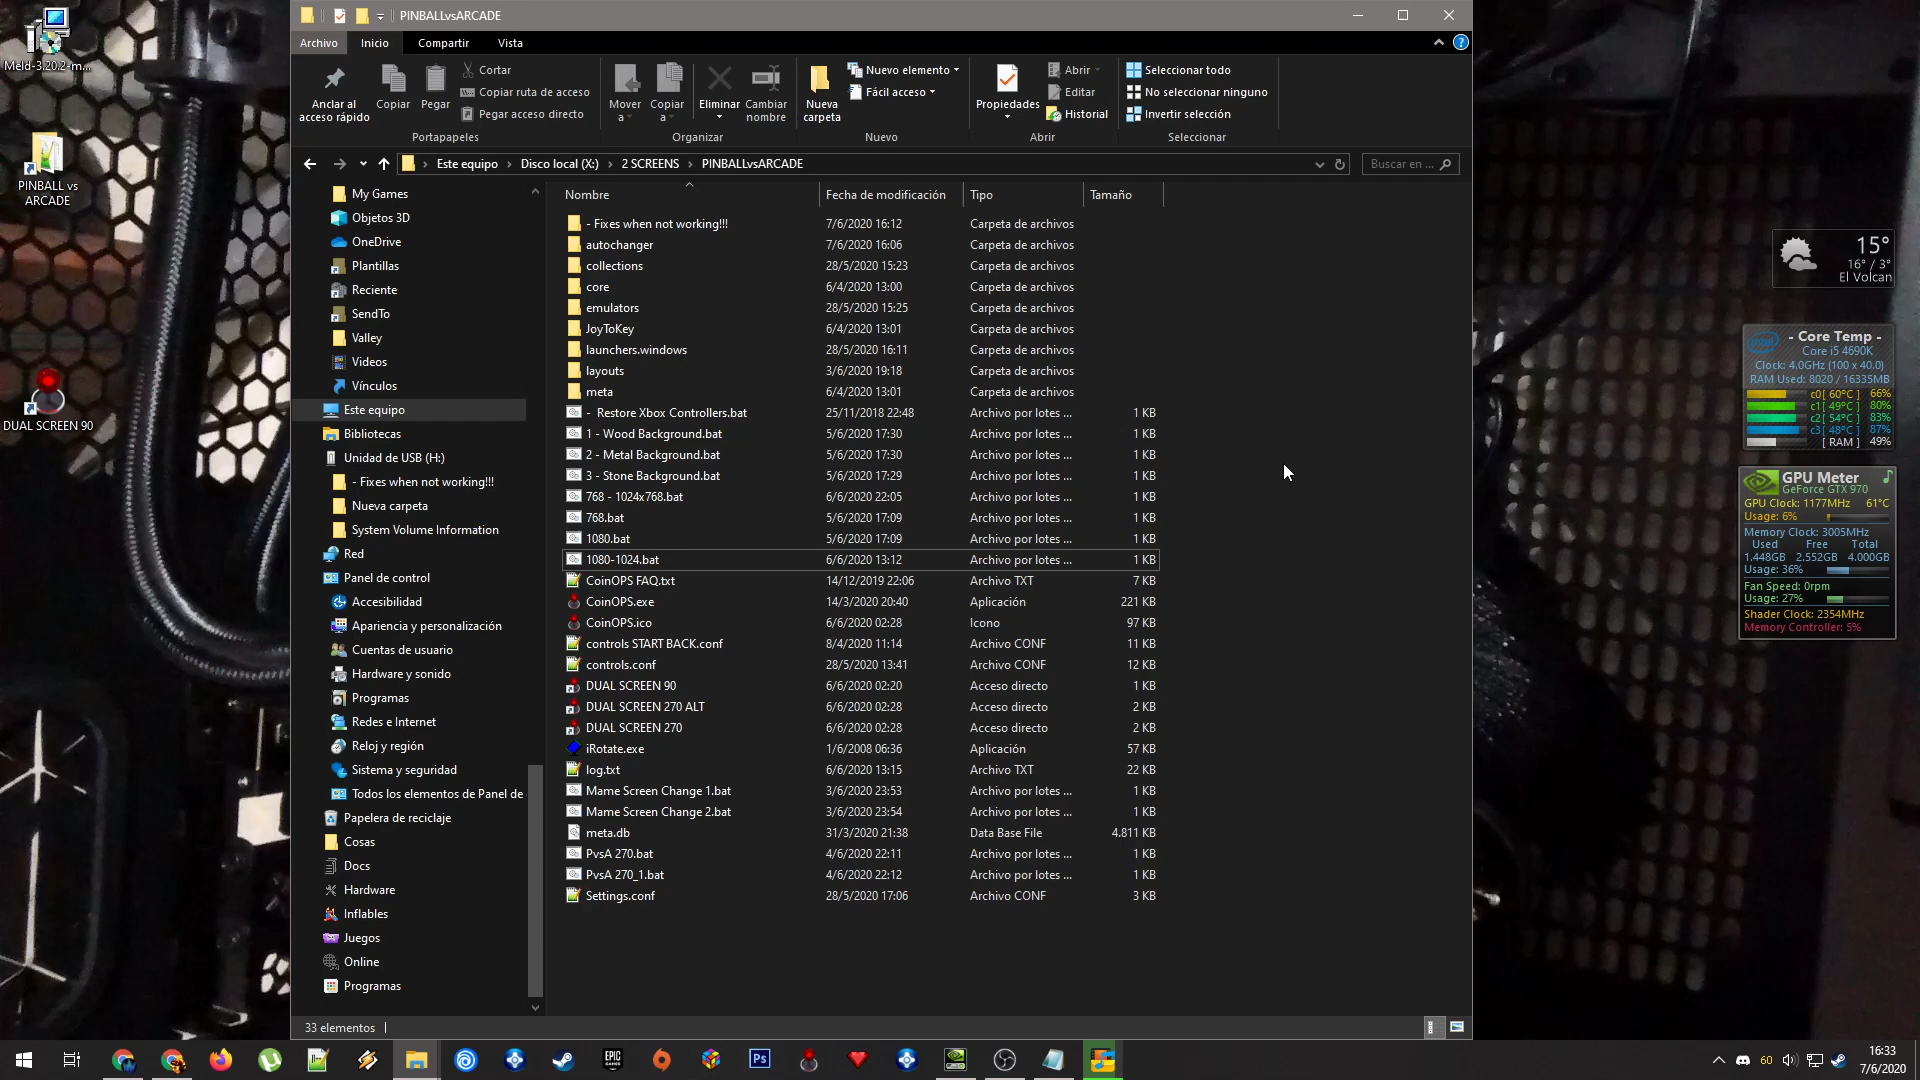 PINBALLvsARCADE
Archivo
Inicio
Compartir
Vista
Anclar al acceso rápido
Copiar
Pegar
Cortar
Copiar ruta de acceso
Pegar acceso directo
Portapapeles
Mover a
Copiar a
Eliminar
Cambiar nombre
Organizar
Nueva carpeta
Nuevo elemento
Fácil acceso
Nuevo
Propiedades
Abrir
Editar
Historial
Abrir
Seleccionar todo
No seleccionar ninguno
Invertir selección
Seleccionar
Este equipo
Disco local (X:)
2 SCREENS
PINBALLvsARCADE
Buscar en ...
Meld-3.20.2-m...
PINBALL vs ARCADE
DUAL SCREEN 90
My Games
Objetos 3D
OneDrive
Plantillas
Reciente
SendTo
Valley
Videos
Vínculos
Este equipo
Bibliotecas
Unidad de USB (H:)
- Fixes when not working!!!
Nueva carpeta
System Volume Information
Red
Panel de control
Accesibilidad
Apariencia y personalización
Cuentas de usuario
Hardware y sonido
Programas
Redes e Internet
Reloj y región
Sistema y seguridad
Todos los elementos de Panel de
Papelera de reciclaje
Cosas
Docs
Hardware
Inflables
Juegos
Online
Programas
Nombre Fecha de modificación Tipo Tamaño
- Fixes when not working!!! 7/6/2020 16:12 Carpeta de archivos
autochanger 7/6/2020 16:06 Carpeta de archivos
collections 28/5/2020 15:23 Carpeta de archivos
core 6/4/2020 13:00 Carpeta de archivos
emulators 28/5/2020 15:25 Carpeta de archivos
JoyToKey 6/4/2020 13:01 Carpeta de archivos
launchers.windows 28/5/2020 16:11 Carpeta de archivos
layouts 3/6/2020 19:18 Carpeta de archivos
meta 6/4/2020 13:01 Carpeta de archivos
- Restore Xbox Controllers.bat 25/11/2018 22:48 Archivo por lotes ... 1 KB
1 - Wood Background.bat 5/6/2020 17:30 Archivo por lotes ... 1 KB
2 - Metal Background.bat 5/6/2020 17:30 Archivo por lotes ... 1 KB
3 - Stone Background.bat 5/6/2020 17:29 Archivo por lotes ... 1 KB
768 - 1024x768.bat 6/6/2020 22:05 Archivo por lotes ... 1 KB
768.bat 5/6/2020 17:09 Archivo por lotes ... 1 KB
1080.bat 5/6/2020 17:09 Archivo por lotes ... 1 KB
1080-1024.bat 6/6/2020 13:12 Archivo por lotes ... 1 KB
CoinOPS FAQ.txt 14/12/2019 22:06 Archivo TXT 7 KB
CoinOPS.exe 14/3/2020 20:40 Aplicación 221 KB
CoinOPS.ico 6/6/2020 02:28 Icono 97 KB
controls START BACK.conf 8/4/2020 11:14 Archivo CONF 11 KB
controls.conf 28/5/2020 13:41 Archivo CONF 12 KB
DUAL SCREEN 90 6/6/2020 02:20 Acceso directo 1 KB
DUAL SCREEN 270 ALT 6/6/2020 02:28 Acceso directo 2 KB
DUAL SCREEN 270 6/6/2020 02:28 Acceso directo 2 KB
iRotate.exe 1/6/2008 06:36 Aplicación 57 KB
log.txt 6/6/2020 13:15 Archivo TXT 22 KB
Mame Screen Change 1.bat 3/6/2020 23:53 Archivo por lotes ... 1 KB
Mame Screen Change 2.bat 3/6/2020 23:54 Archivo por lotes ... 1 KB
meta.db 31/3/2020 21:38 Data Base File 4.811 KB
PvsA 270.bat 4/6/2020 22:11 Archivo por lotes ... 1 KB
PvsA 270_1.bat 4/6/2020 22:12 Archivo por lotes ... 1 KB
Settings.conf 28/5/2020 17:06 Archivo CONF 3 KB
33 elementos
15°
16° / 3°
El Volcan
intel
- Core Temp -
Core i5 4690K
Clock: 4.0GHz (100 x 40.0)
RAM Used: 8020 / 16335MB
c0[ 60°C ] 66%
c1[ 49°C ] 80%
c2[ 54°C ] 83%
c3[ 48°C ] 87%
[ RAM ] 49%
GPU Meter
GeForce GTX 970
GPU Clock: 1177MHz 61°C
Usage: 6%
Memory Clock: 3005MHz
Used Free Total
1.448GB 2.552GB 4.000GB
Usage: 36%
Fan Speed: 0rpm
Usage: 27%
Shader Clock: 2354MHz
Memory Controller: 5%
EPIC
GAMES
Ps
60
16:33
7/6/2020